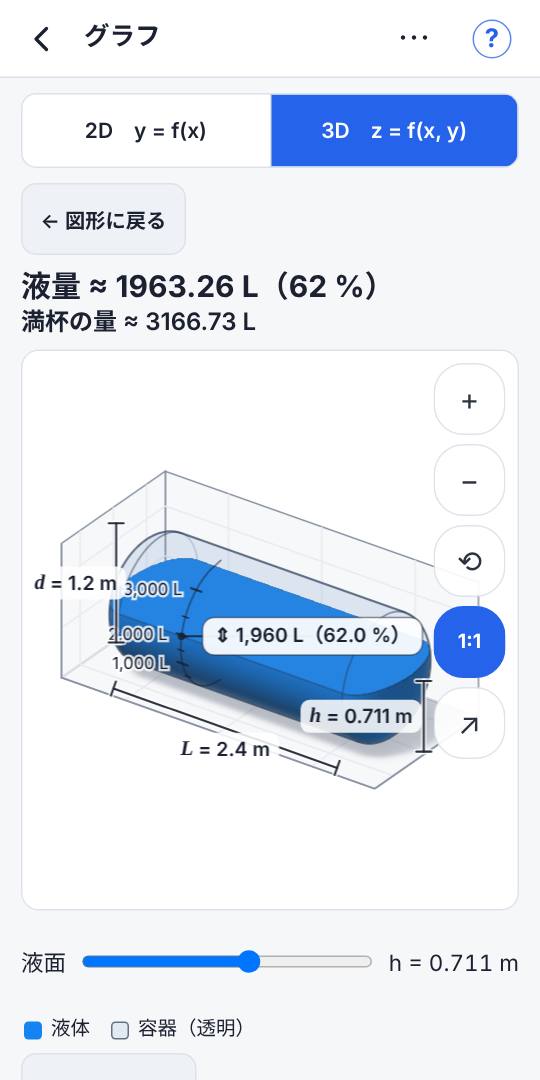 グラフ
...
?
2D y = f(x)
3D z = f(x, y)
← 図形に戻る
液量 ≈ 1963.26 L（62 %）
満杯の量 ≈ 3166.73 L
+
−
⟲
1:1
↗
d = 1.2 m
3,000 L
2,000 L
⇕ 1,960 L（62.0 %）
1,000 L
h = 0.711 m
L = 2.4 m
液面
h = 0.711 m
液体
容器（透明）